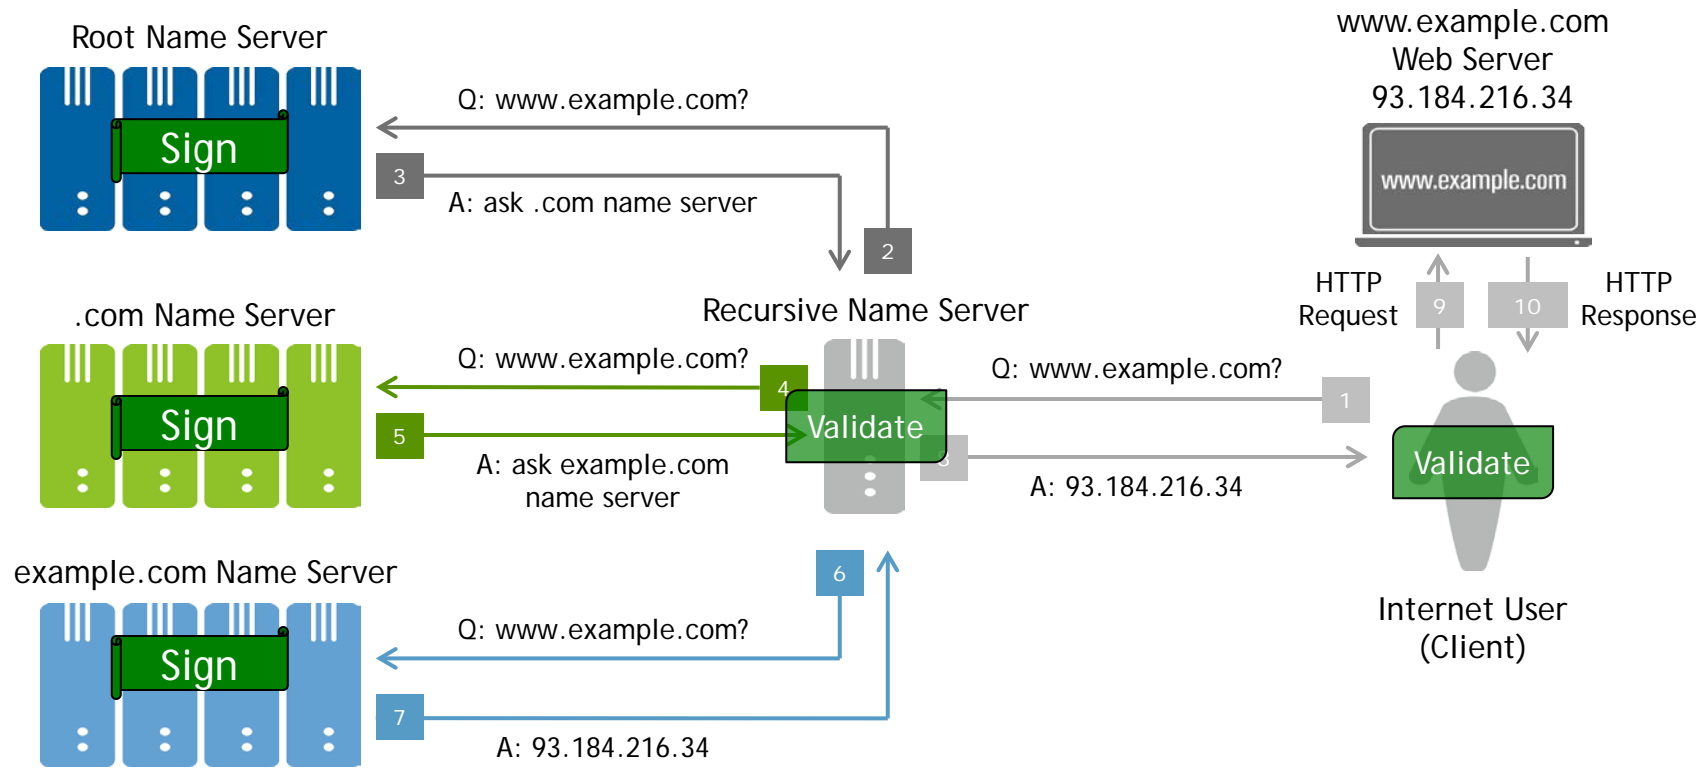 Root Name Server
Sign
Q: www.example.com?
3
A: ask .com name server
2
www.example.com
Web Server
93.184.216.34
www.example.com
HTTP
Request
9
10
HTTP
Response
.com Name Server
Sign
Recursive Name Server
Q: www.example.com?
4
5
A: ask example.com
name server
Validate
Q: www.example.com?
1
8
A: 93.184.216.34
Validate
Internet User
(Client)
example.com Name Server
Sign
6
Q: www.example.com?
7
A: 93.184.216.34